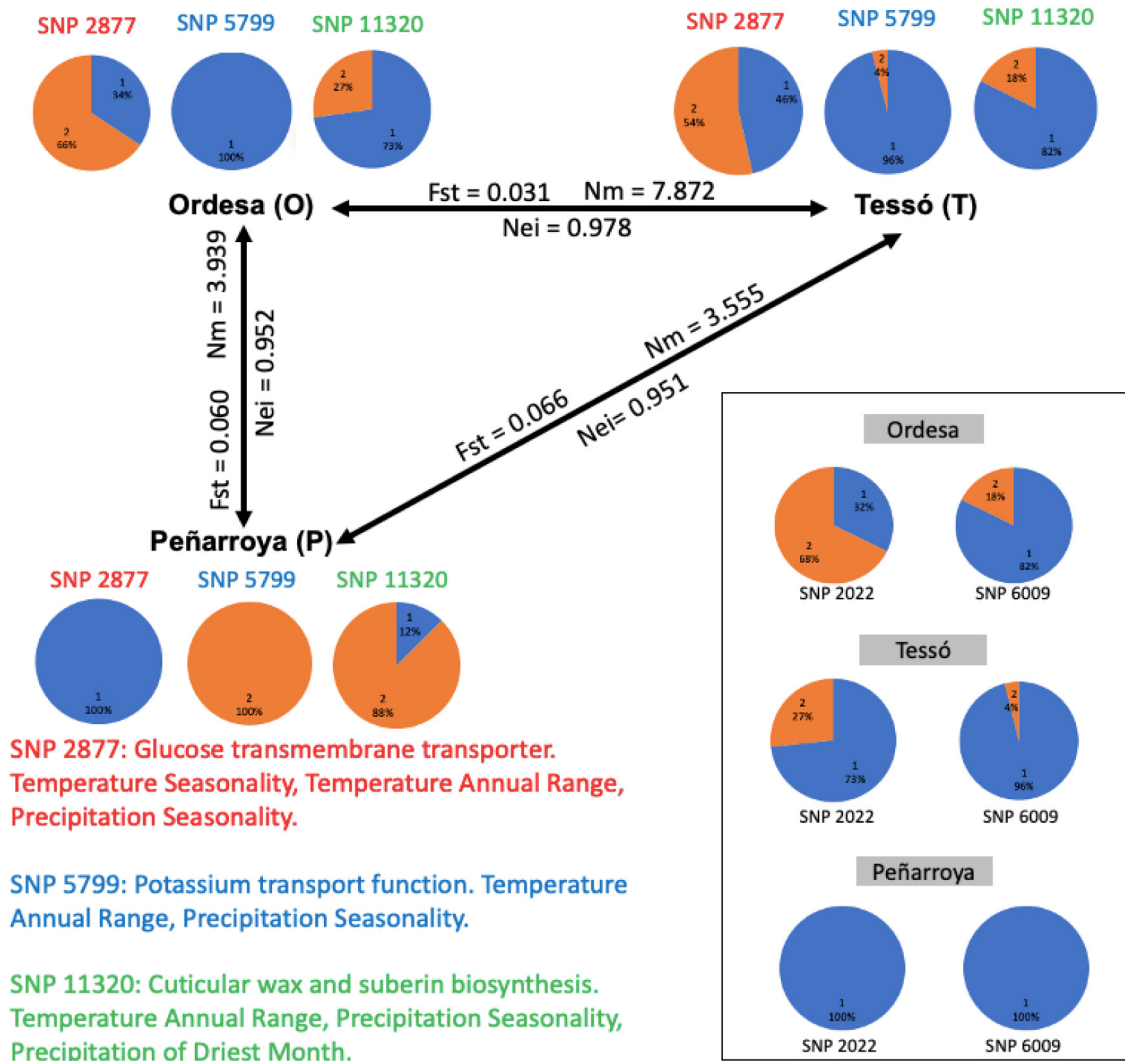 SNP 2877 SNP 5799 SNP 11320
1
34%
2
66%
1
100%
2
27%
1
73%
SNP 2877 SNP 5799 SNP 11320
1
46%
2
54%
2
4%
1
96%
2
18%
1
82%
Ordesa (O)
Fst = 0.031 Nm = 7.872
Nei = 0.978
Tessó (T)
Fst = 0.060 Nm = 3.939
Nei = 0.952
Fst = 0.066 Nm = 3.555
Nei= 0.951
Peñarroya (P)
SNP 2877 SNP 5799 SNP 11320
1
100%
2
100%
1
12%
2
88%
SNP 2877: Glucose transmembrane transporter.
Temperature Seasonality, Temperature Annual Range,
Precipitation Seasonality.
SNP 5799: Potassium transport function. Temperature
Annual Range, Precipitation Seasonality.
SNP 11320: Cuticular wax and suberin biosynthesis.
Temperature Annual Range, Precipitation Seasonality,
Precipitation of Driest Month.
Ordesa
1
32%
2
68%
2
18%
1
82%
SNP 2022 SNP 6009
Tessó
2
27%
1
73%
2
4%
1
96%
SNP 2022 SNP 6009
Peñarroya
1
100%
1
100%
SNP 2022 SNP 6009